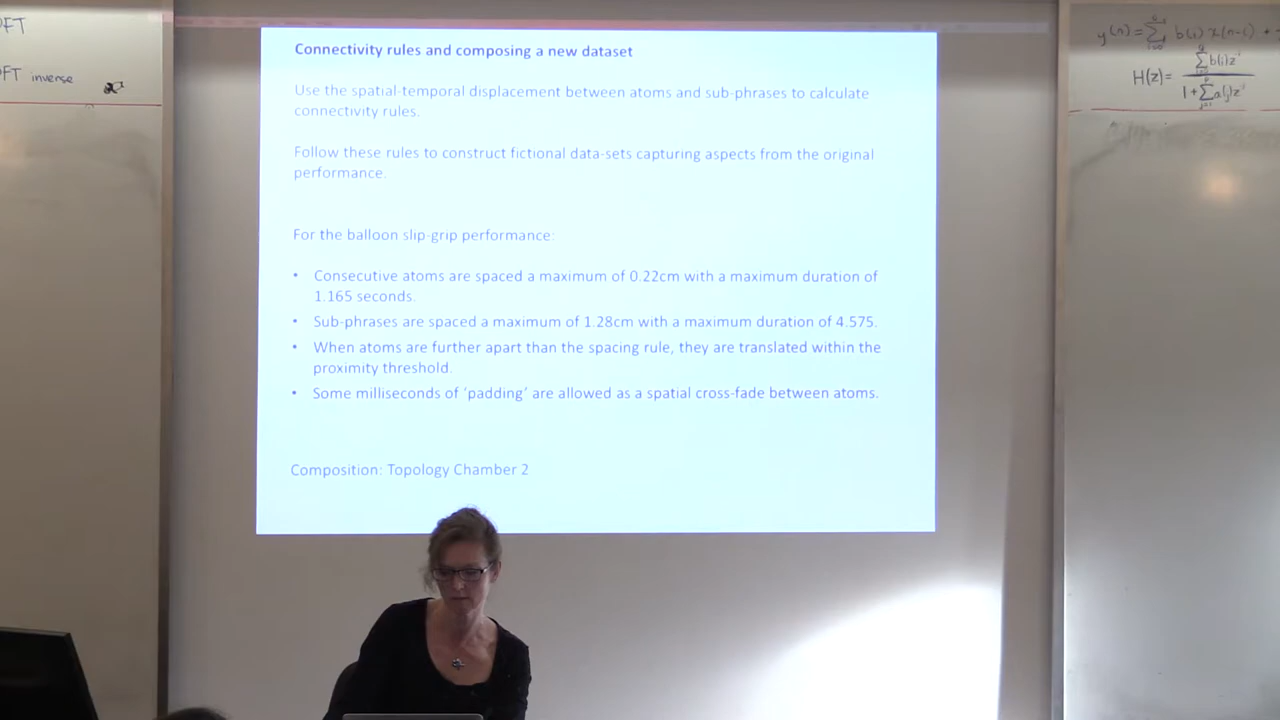 DFT
DFT inverse
Connectivity rules and composing a new dataset
Use the spatial-temporal displacement between atoms and sub-phrases to calculate
connectivity rules.
Follow these rules to construct fictional data-sets capturing aspects from the original
performance.
For the balloon slip-grip performance:
• Consecutive atoms are spaced a maximum of 0.22cm with a maximum duration of
1.165 seconds.
• Sub-phrases are spaced a maximum of 1.28cm with a maximum duration of 4.575.
• When atoms are further apart than the spacing rule, they are translated within the
proximity threshold.
• Some milliseconds of ‘padding’ are allowed as a spatial cross-fade between atoms.
Composition: Topology Chamber 2
y(n)=∑ b(i) x(n-i) +
H(z)=
∑b(i)z⁻ⁱ
1+∑a(j)z⁻ʲ